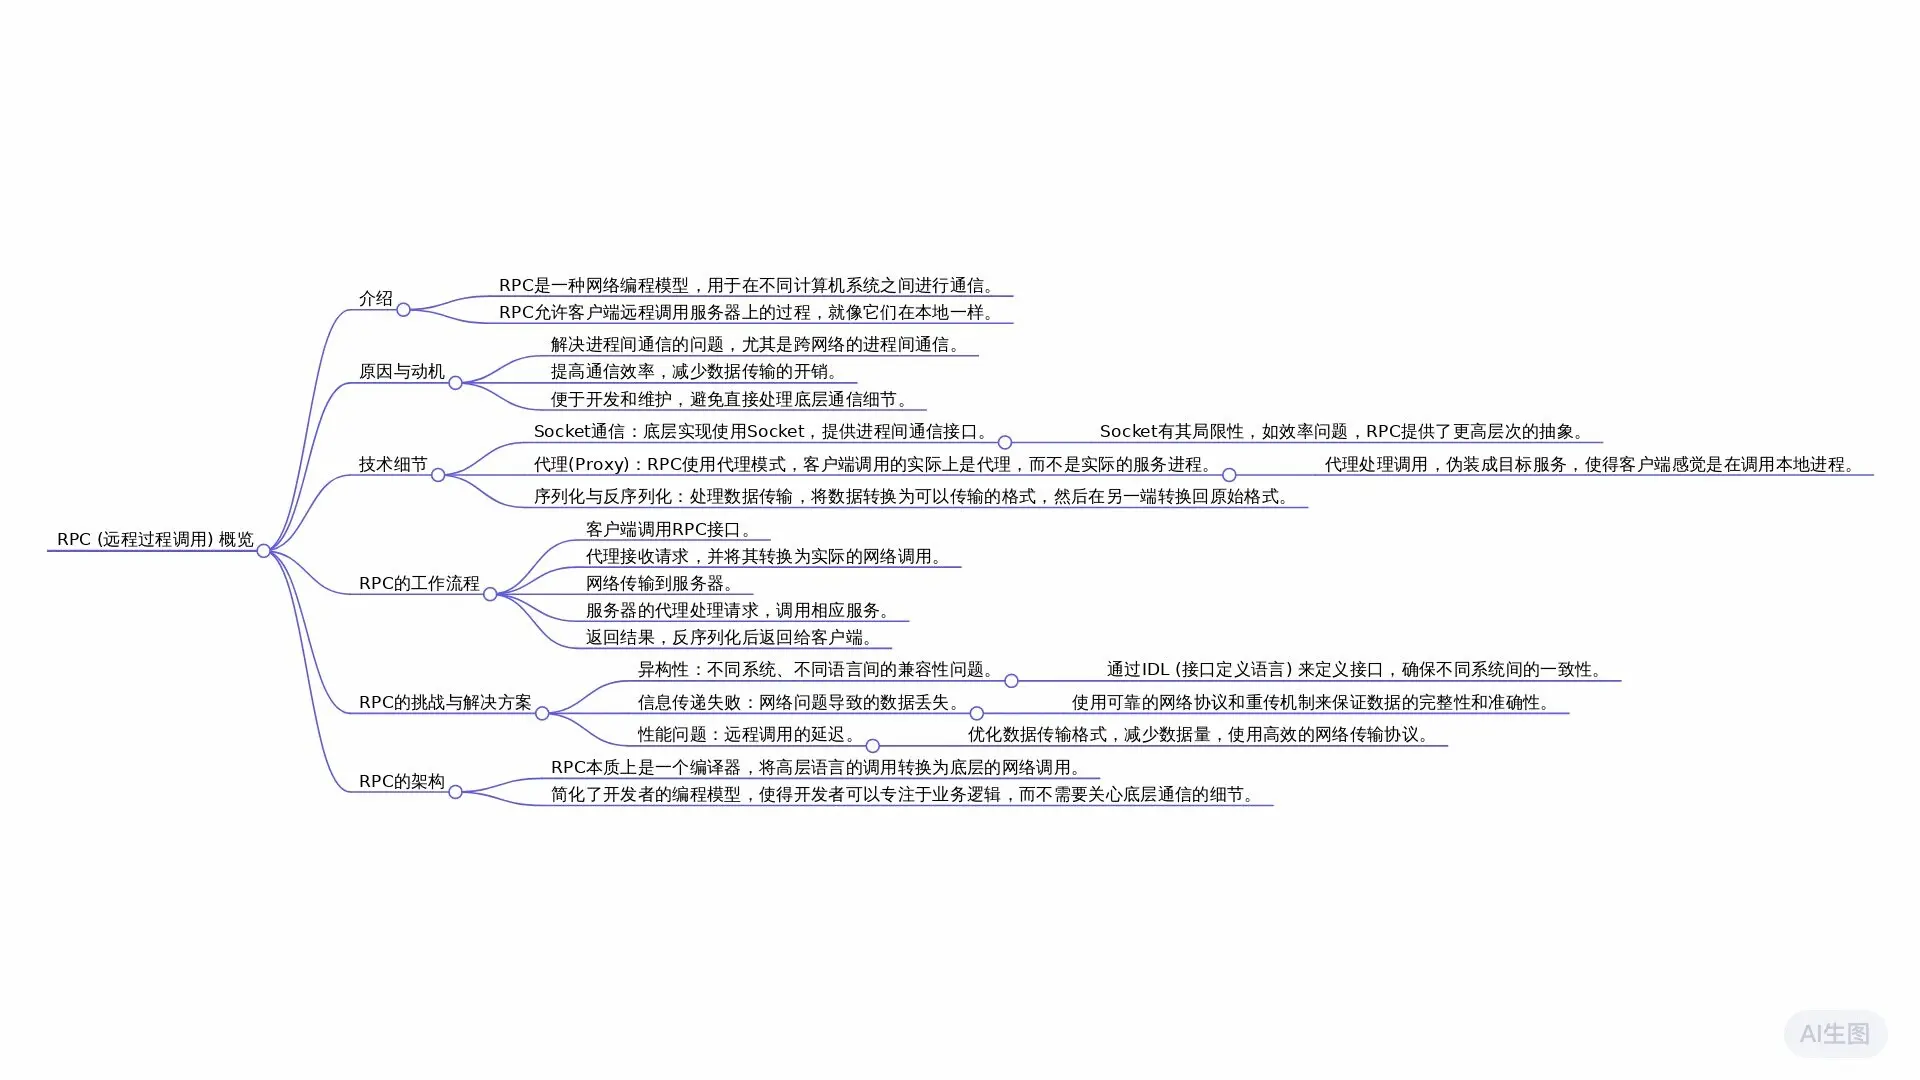 RPC (远程过程调用) 概览
介绍
RPC是一种网络编程模型，用于在不同计算机系统之间进行通信。
RPC允许客户端远程调用服务器上的过程，就像它们在本地一样。
原因与动机
解决进程间通信的问题，尤其是跨网络的进程间通信。
提高通信效率，减少数据传输的开销。
便于开发和维护，避免直接处理底层通信细节。
技术细节
Socket通信：底层实现使用Socket，提供进程间通信接口。
Socket有其局限性，如效率问题，RPC提供了更高层次的抽象。
代理(Proxy)：RPC使用代理模式，客户端调用的实际上是代理，而不是实际的服务进程。
代理处理调用，伪装成目标服务，使得客户端感觉是在调用本地进程。
序列化与反序列化：处理数据传输，将数据转换为可以传输的格式，然后在另一端转换回原始格式。
RPC的工作流程
客户端调用RPC接口。
代理接收请求，并将其转换为实际的网络调用。
网络传输到服务器。
服务器的代理处理请求，调用相应服务。
返回结果，反序列化后返回给客户端。
RPC的挑战与解决方案
异构性：不同系统、不同语言间的兼容性问题。
通过IDL (接口定义语言) 来定义接口，确保不同系统间的一致性。
信息传递失败：网络问题导致的数据丢失。
使用可靠的网络协议和重传机制来保证数据的完整性和准确性。
性能问题：远程调用的延迟。
优化数据传输格式，减少数据量，使用高效的网络传输协议。
RPC的架构
RPC本质上是一个编译器，将高层语言的调用转换为底层的网络调用。
简化了开发者的编程模型，使得开发者可以专注于业务逻辑，而不需要关心底层通信的细节。
AI生图